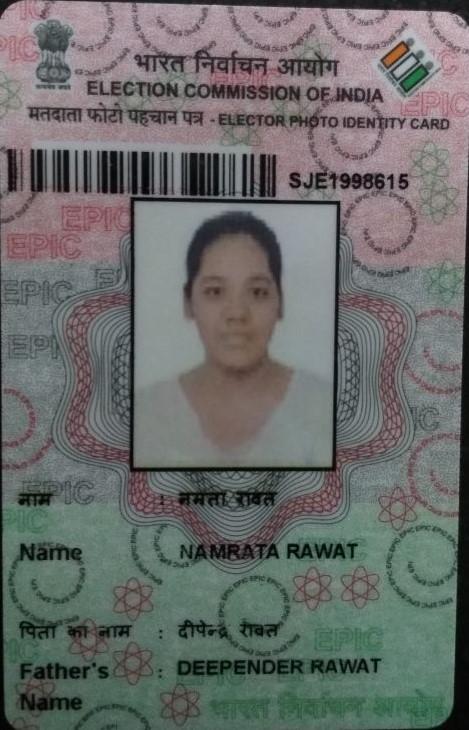 भारत निर्वाचन आयोग
ELECTION COMMISSION OF INDIA
मतदाता फोटो पहचान पत्र - ELECTOR PHOTO IDENTITY CARD
SJE1998615
नाम : नमता रावत
Name NAMRATA RAWAT
पिता का नाम : दीपेन्द्र रावत
Father's : DEEPENDER RAWAT
Name
भारत निर्वाचन आयोग